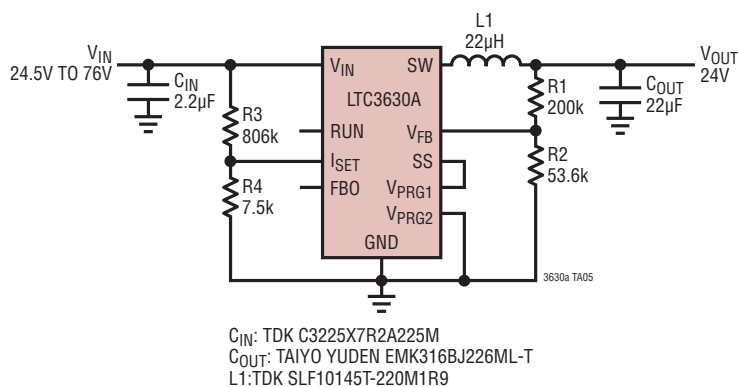 L1
22µH
V_IN
24.5V TO 76V
V_IN
SW
V_OUT
24V
C_IN
2.2µF
LTC3630A
R1
200k
C_OUT
22µF
R3
806k
RUN
V_FB
R2
53.6k
I_SET
SS
R4
7.5k
FBO
V_PRG1
V_PRG2
GND
3630a TA05
C_IN: TDK C3225X7R2A225M
C_OUT: TAIYO YUDEN EMK316BJ226ML-T
L1:TDK SLF10145T-220M1R9